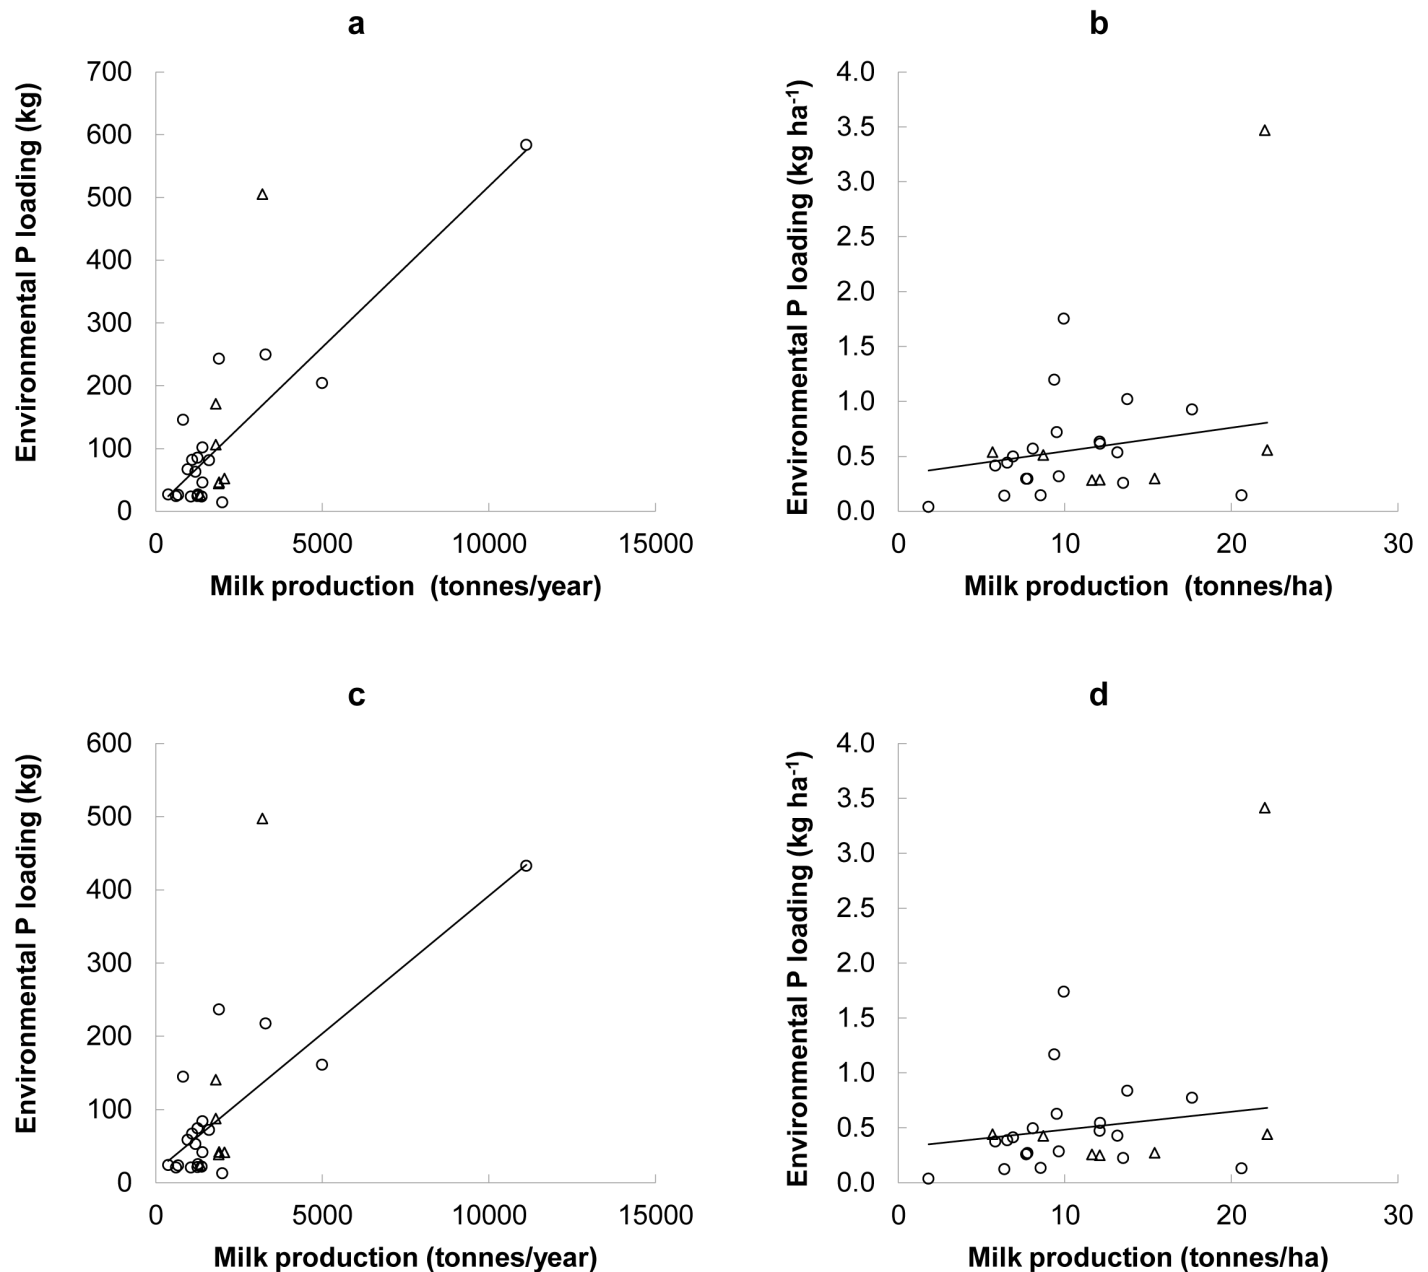 a
Environmental P loading (kg)
700
600
500
400
300
200
100
0
0 5000 10000 15000
Milk production (tonnes/year)
b
Environmental P loading (kg ha-1)
4.0
3.5
3.0
2.5
2.0
1.5
1.0
0.5
0.0
0 10 20 30
Milk production (tonnes/ha)
c
Environmental P loading (kg)
600
500
400
300
200
100
0
0 5000 10000 15000
Milk production (tonnes/year)
d
Environmental P loading (kg ha-1)
4.0
3.5
3.0
2.5
2.0
1.5
1.0
0.5
0.0
0 10 20 30
Milk production (tonnes/ha)